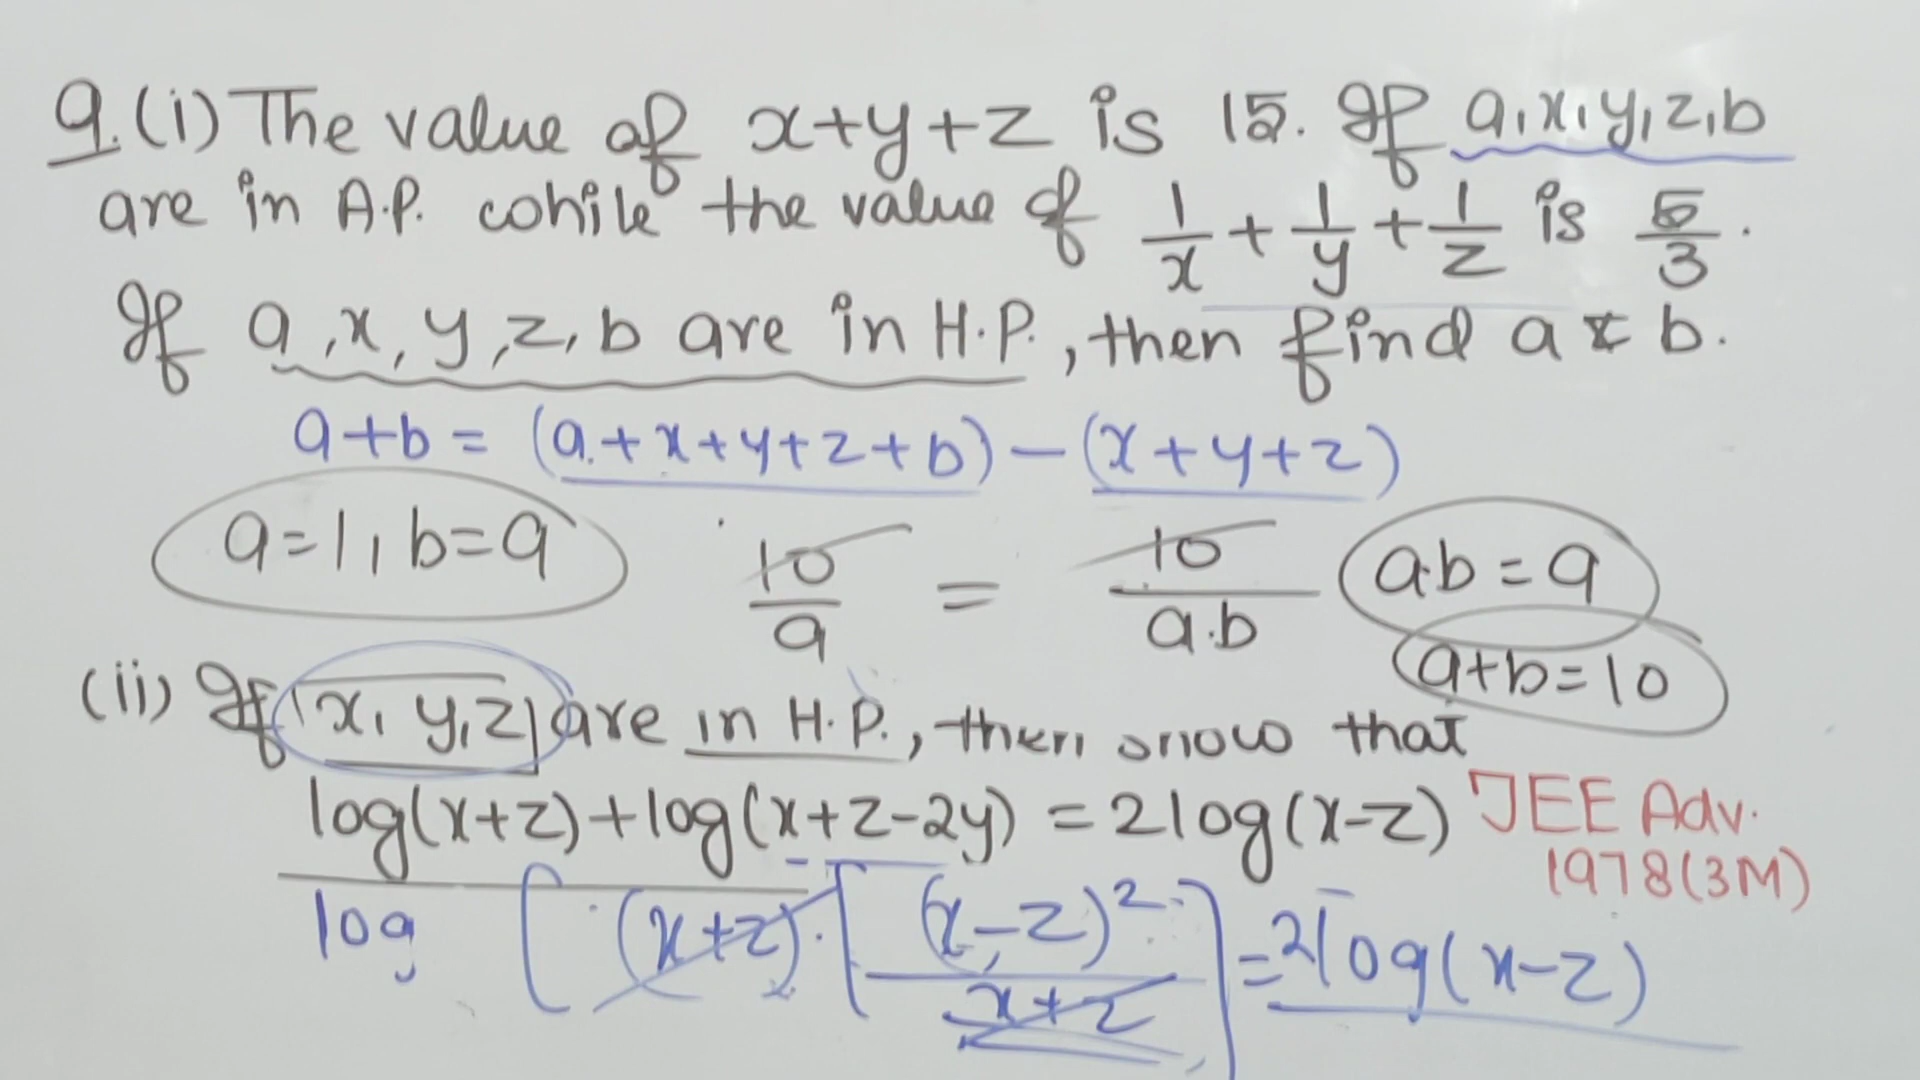 Q.(i) The value of x+y+z is 15. If a,x,y,z,b
are in A.P. while the value of 1/x + 1/y + 1/z is 5/3.
If a,x,y,z,b are in H.P., then find a & b.
a+b = (a+x+y+z+b) - (x+y+z)
a=1, b=9 10/9 = 10/a.b a.b = 9
a+b=10
(ii) If x, y, z are in H.P., then show that
log(x+z)+log(x+z-2y) = 2log(x-z) JEE Adv.
1978(3M)
log [(x+z).[(x-z)²/x+z] = 2log(x-z)